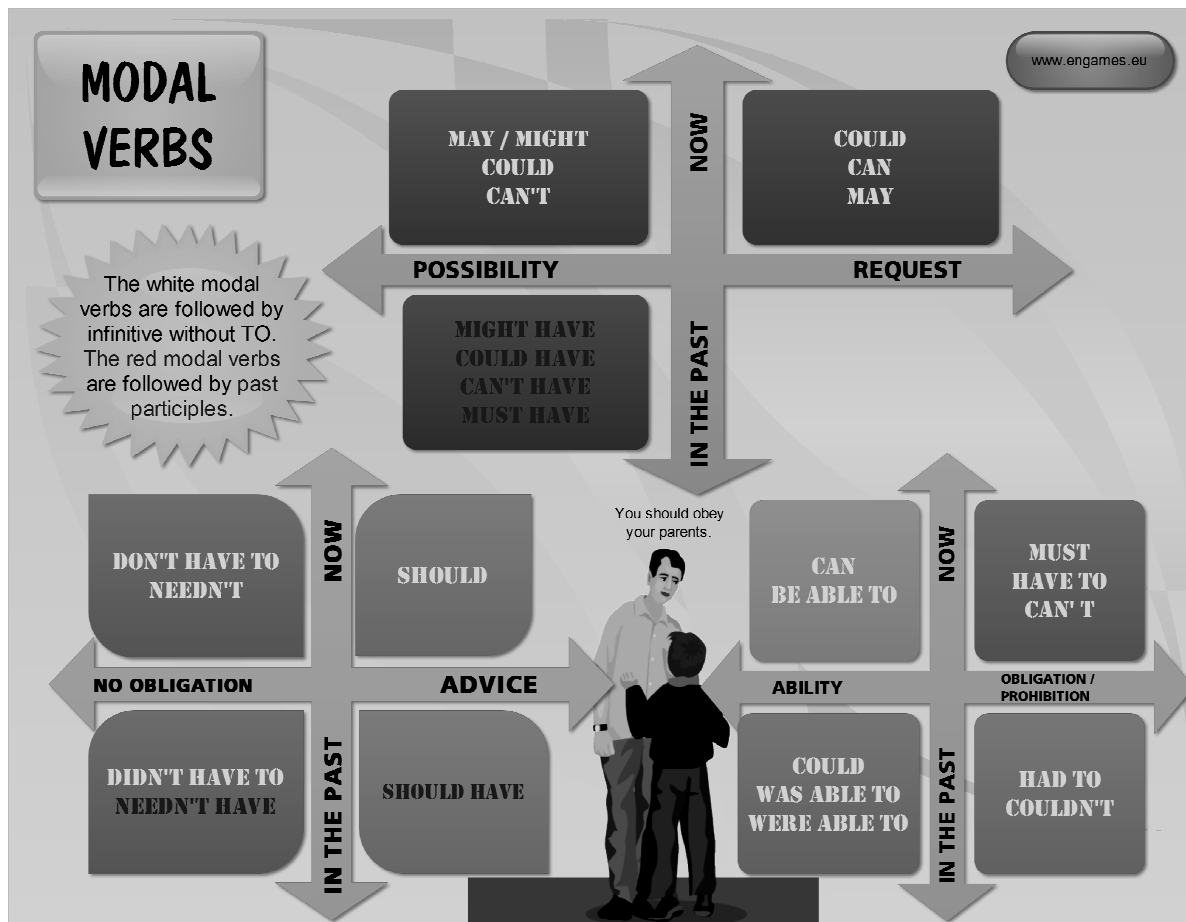 MODAL
VERBS
www.engames.eu
MAY / MIGHT
COULD
CAN'T
NOW
COULD
CAN
MAY
POSSIBILITY
REQUEST
The white modal
verbs are followed by
infinitive without TO.
The red modal verbs
are followed by past
participles.
MIGHT HAVE
COULD HAVE
CAN'T HAVE
MUST HAVE
IN THE PAST
DON'T HAVE TO
NEEDN'T
NOW
SHOULD
NO OBLIGATION
ADVICE
DIDN'T HAVE TO
NEEDN'T HAVE
IN THE PAST
SHOULD HAVE
You should obey
your parents.
CAN
BE ABLE TO
NOW
MUST
HAVE TO
CAN' T
ABILITY
OBLIGATION /
PROHIBITION
COULD
WAS ABLE TO
WERE ABLE TO
IN THE PAST
HAD TO
COULDN'T